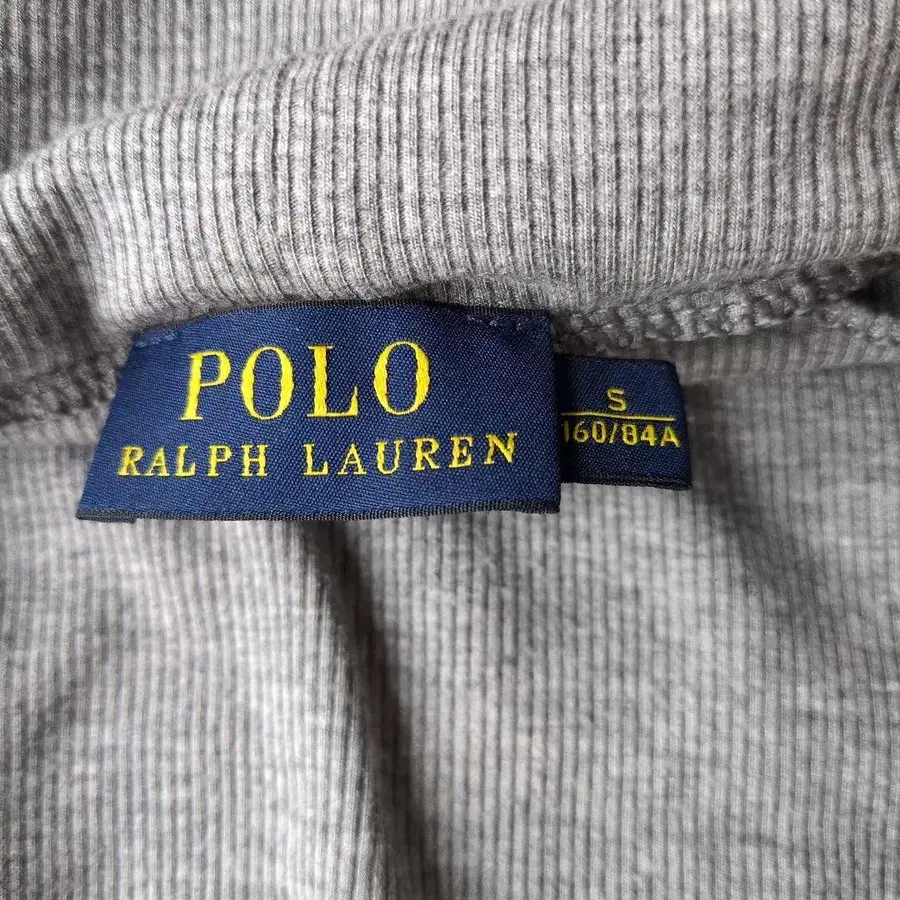 POLO
RALPH LAUREN
S
160/84A